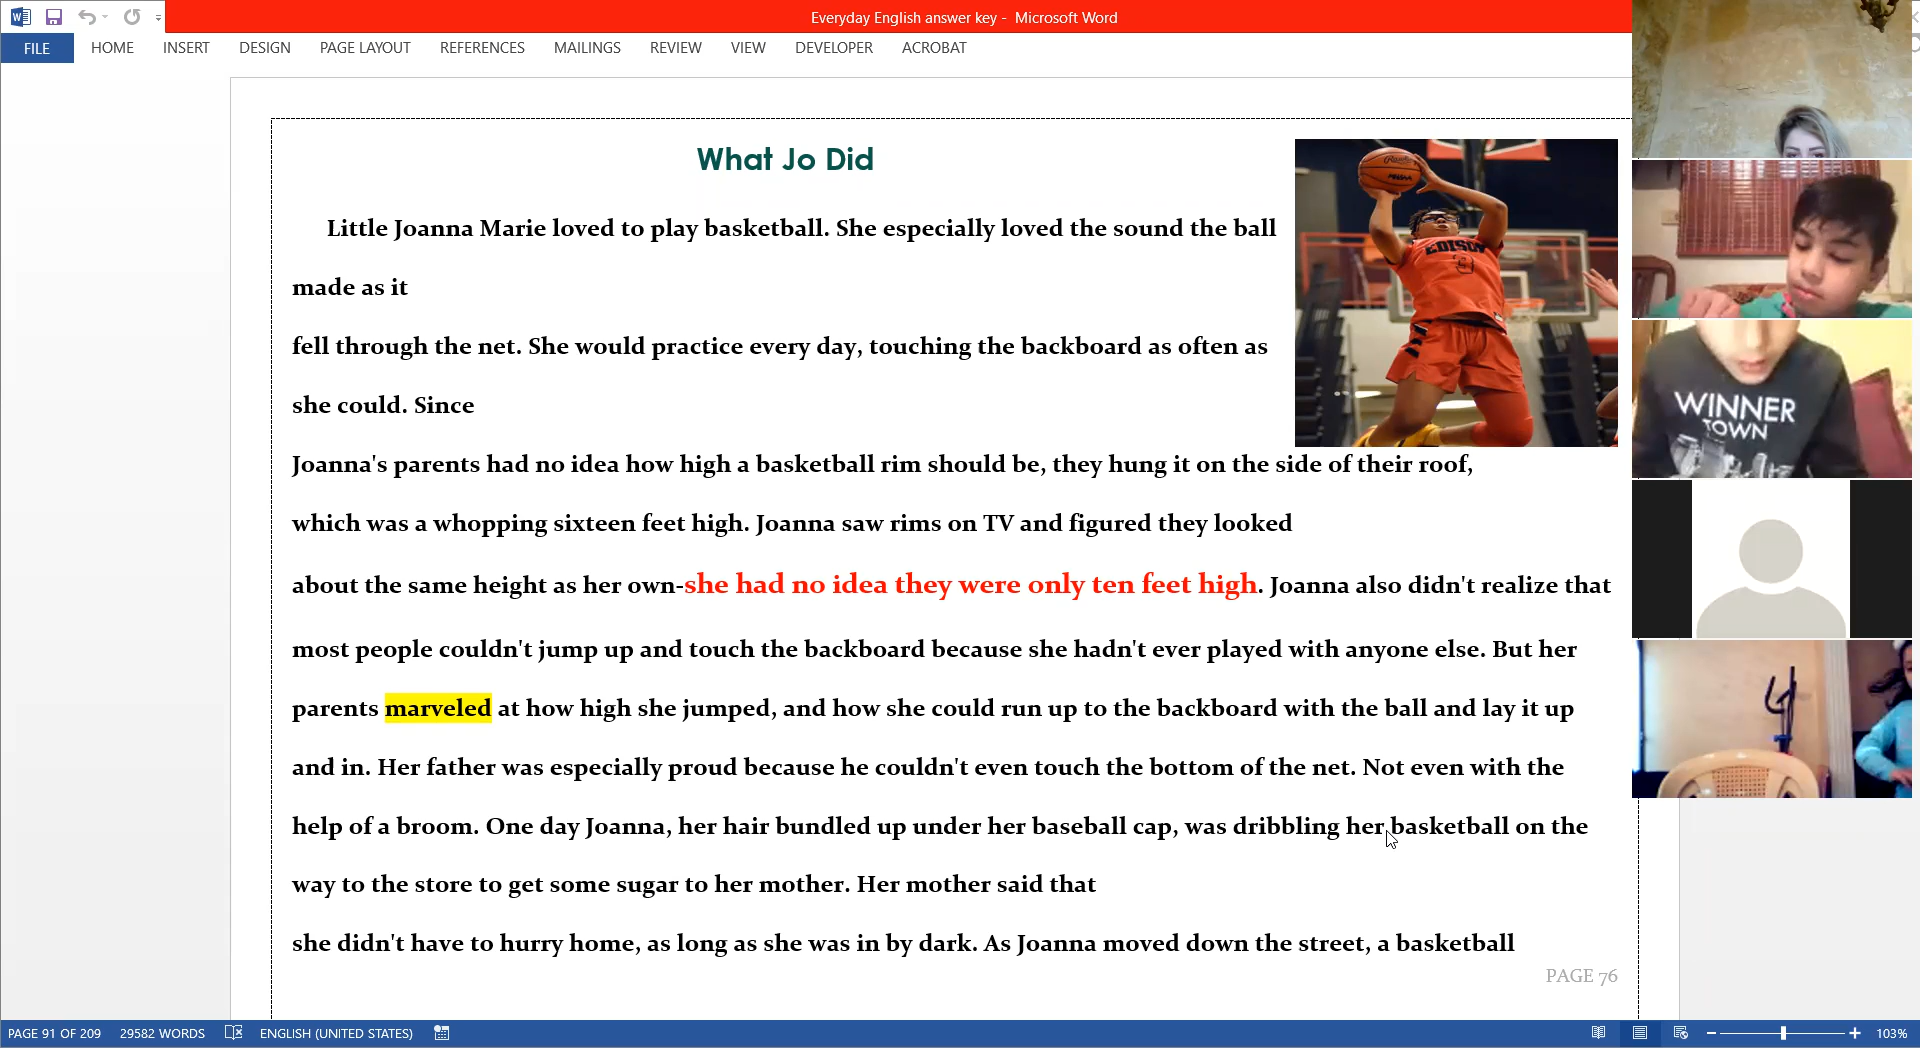 Everyday English answer key - Microsoft Word
FILE HOME INSERT DESIGN PAGE LAYOUT REFERENCES MAILINGS REVIEW VIEW DEVELOPER ACROBAT
What Jo Did
Little Joanna Marie loved to play basketball. She especially loved the sound the ball
made as it
fell through the net. She would practice every day, touching the backboard as often as
she could. Since
Joanna's parents had no idea how high a basketball rim should be, they hung it on the side of their roof,
which was a whopping sixteen feet high. Joanna saw rims on TV and figured they looked
about the same height as her own-she had no idea they were only ten feet high. Joanna also didn't realize that
most people couldn't jump up and touch the backboard because she hadn't ever played with anyone else. But her
parents marveled at how high she jumped, and how she could run up to the backboard with the ball and lay it up
and in. Her father was especially proud because he couldn't even touch the bottom of the net. Not even with the
help of a broom. One day Joanna, her hair bundled up under her baseball cap, was dribbling her basketball on the
way to the store to get some sugar to her mother. Her mother said that
she didn't have to hurry home, as long as she was in by dark. As Joanna moved down the street, a basketball
PAGE 76
EDISON
3
WINNER
TOWN
PAGE 91 OF 209 29582 WORDS ENGLISH (UNITED STATES) 103%